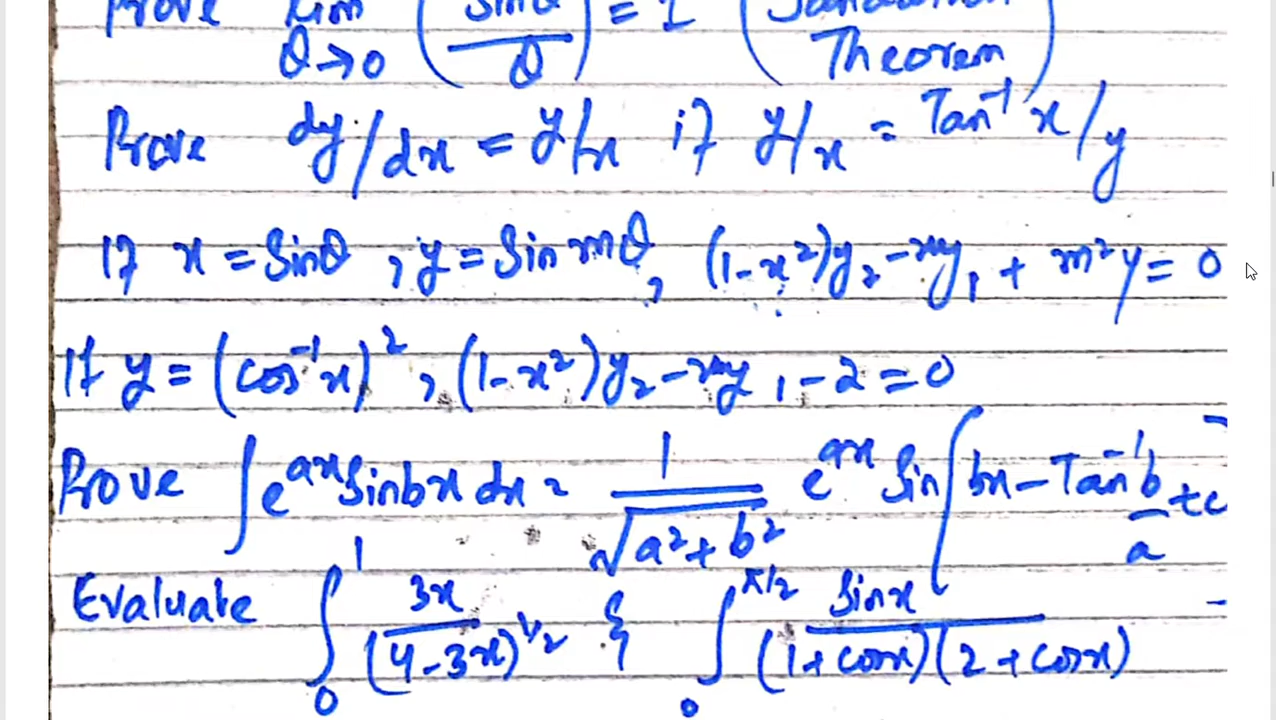 Prove Lim (Sinθ/θ) = 1 (Sandwich
θ→0 Theorem)
Prove dy/dx = y/x if y/x = Tan⁻¹ x/y
If x = Sinθ, y = Sin mθ, (1-x²)y₂ - xy₁ + m²y = 0
If y = (cos⁻¹x)², (1-x²)y₂ - xy₁ - 2 = 0
Prove ∫e^ax Sinbx dx = 1/√(a²+b²) e^ax Sin[bx - Tan⁻¹ b/a] + c
Evaluate ∫₀¹ 3x/(4-3x)^1/2 & ∫₀^π/2 Sinx/((1+cosx)(2+cosx))